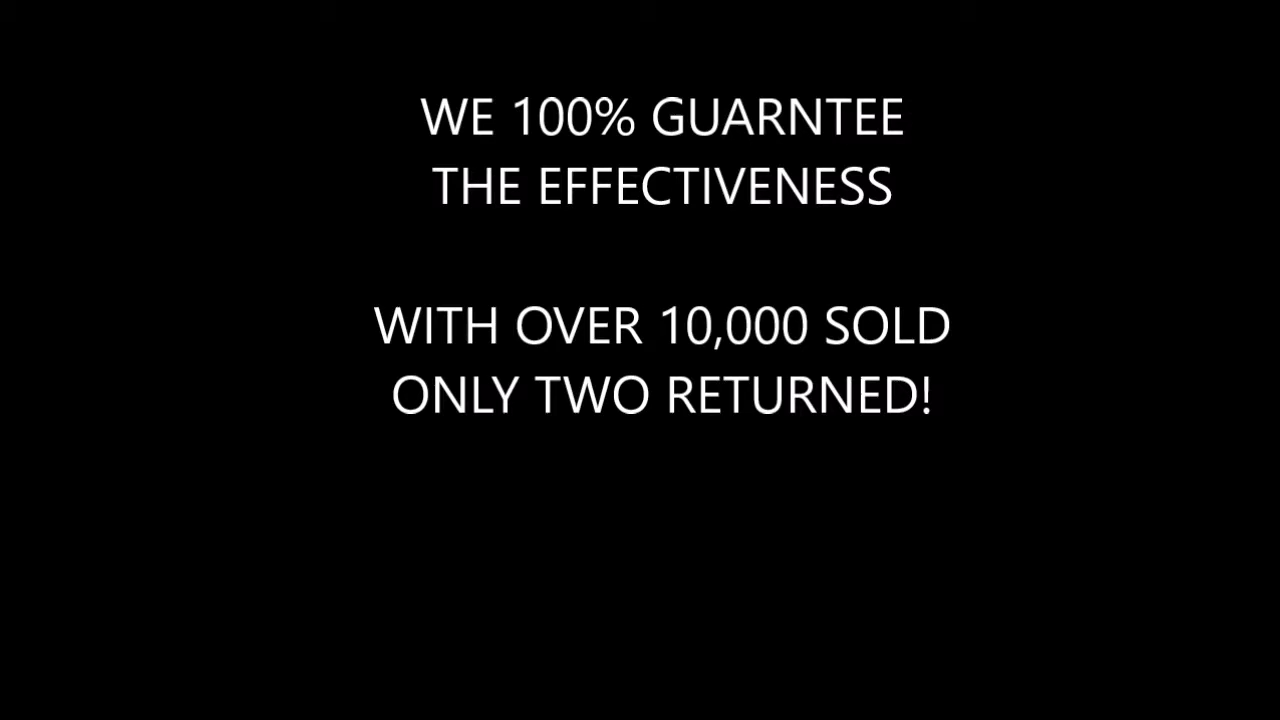 WE 100% GUARNTEE
THE EFFECTIVENESS
WITH OVER 10,000 SOLD
ONLY TWO RETURNED!